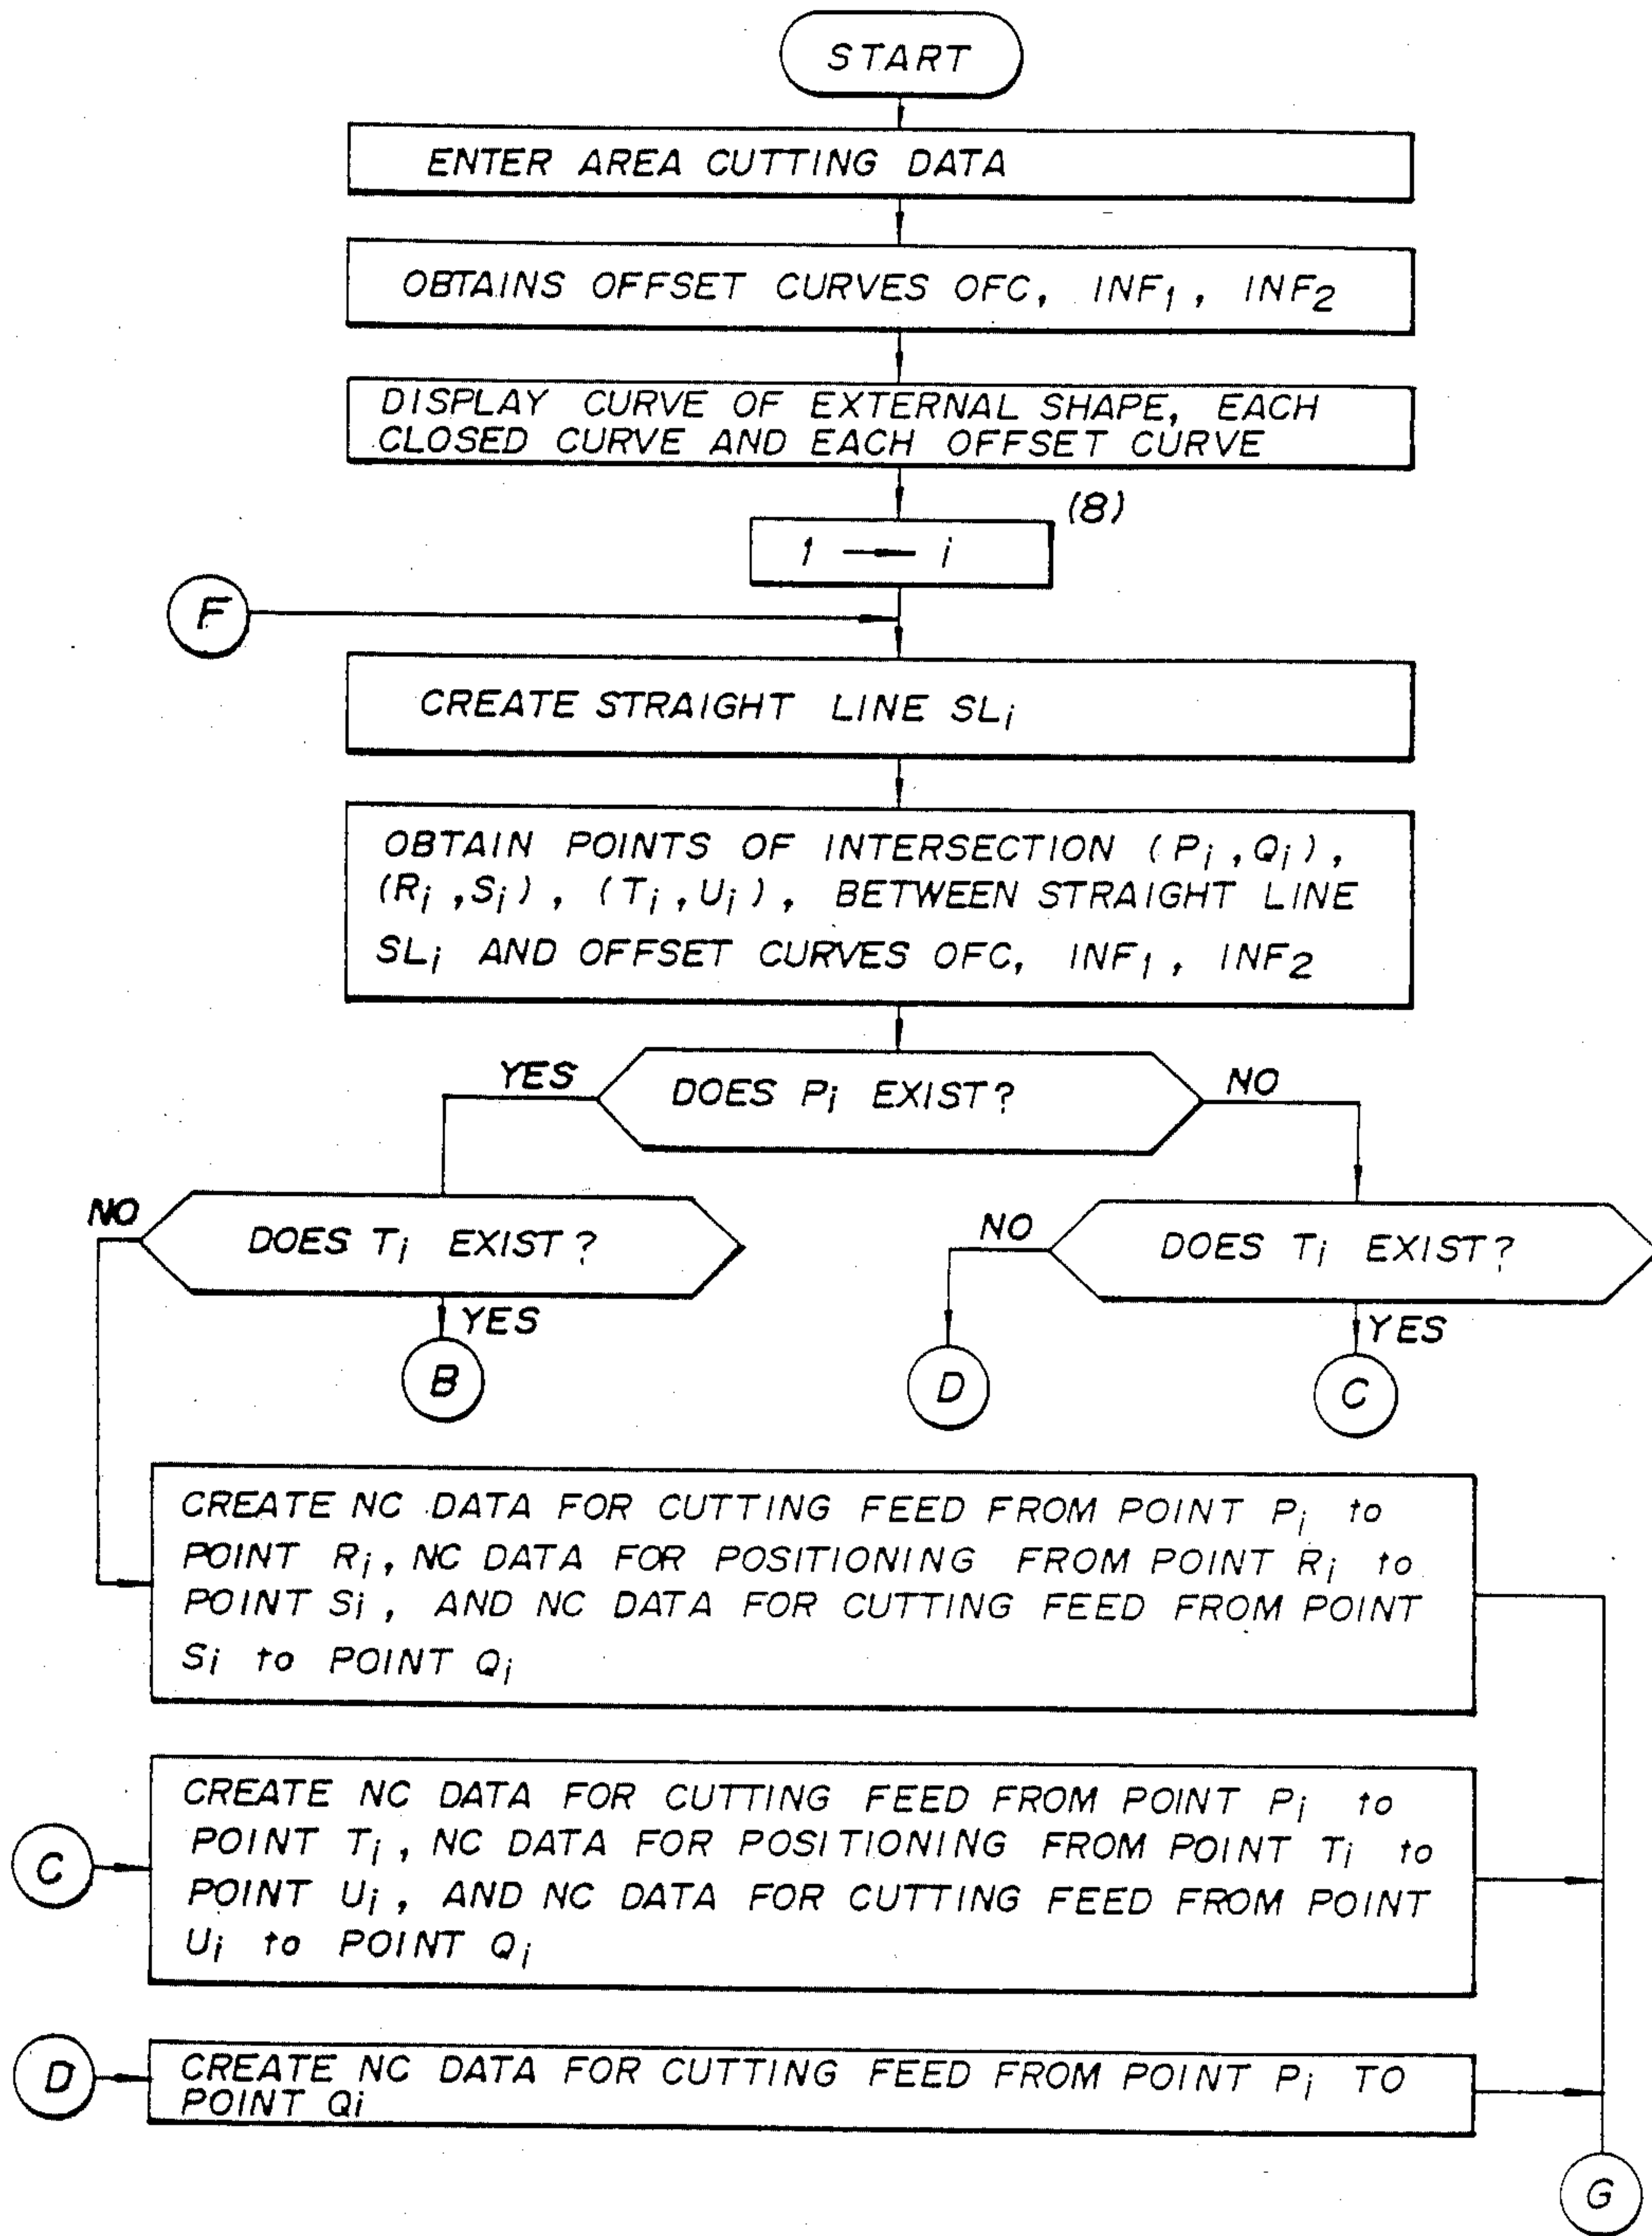 START
ENTER AREA CUTTING DATA
OBTAINS OFFSET CURVES OFC, INF₁, INF₂
DISPLAY CURVE OF EXTERNAL SHAPE, EACH
CLOSED CURVE AND EACH OFFSET CURVE
(8)
1 → i
F
CREATE STRAIGHT LINE SLᵢ
OBTAIN POINTS OF INTERSECTION (Pᵢ, Qᵢ),
(Rᵢ, Sᵢ), (Tᵢ, Uᵢ), BETWEEN STRAIGHT LINE
SLᵢ AND OFFSET CURVES OFC, INF₁, INF₂
YES
DOES Pᵢ EXIST?
NO
NO
DOES Tᵢ EXIST?
YES
B
NO
DOES Tᵢ EXIST?
YES
D
C
CREATE NC DATA FOR CUTTING FEED FROM POINT Pᵢ to
POINT Rᵢ, NC DATA FOR POSITIONING FROM POINT Rᵢ to
POINT Sᵢ, AND NC DATA FOR CUTTING FEED FROM POINT
Sᵢ to POINT Qᵢ
C
CREATE NC DATA FOR CUTTING FEED FROM POINT Pᵢ to
POINT Tᵢ, NC DATA FOR POSITIONING FROM POINT Tᵢ to
POINT Uᵢ, AND NC DATA FOR CUTTING FEED FROM POINT
Uᵢ to POINT Qᵢ
D
CREATE NC DATA FOR CUTTING FEED FROM POINT Pᵢ TO
POINT Qᵢ
G